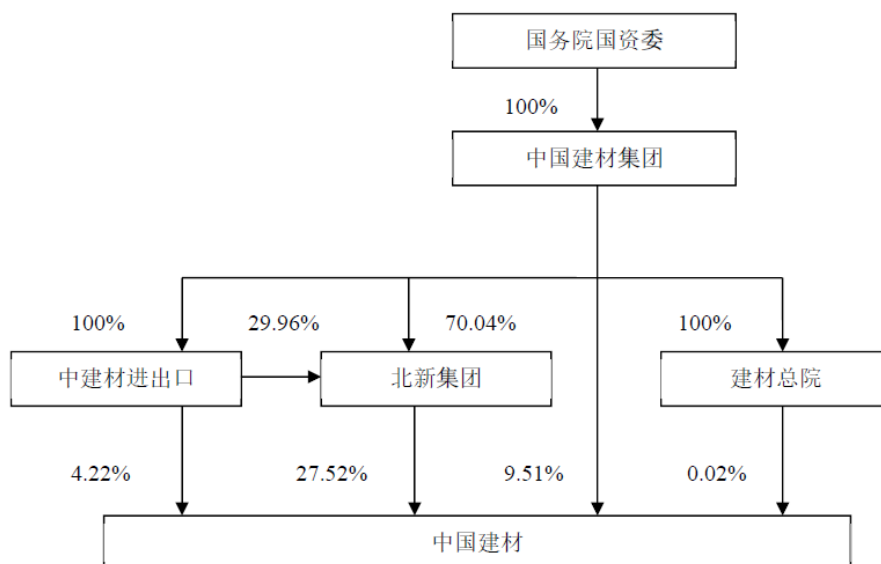 国务院国资委
100%
中国建材集团
100%
29.96%
70.04%
100%
中建材进出口
北新集团
建材总院
4.22%
27.52%
9.51%
0.02%
中国建材